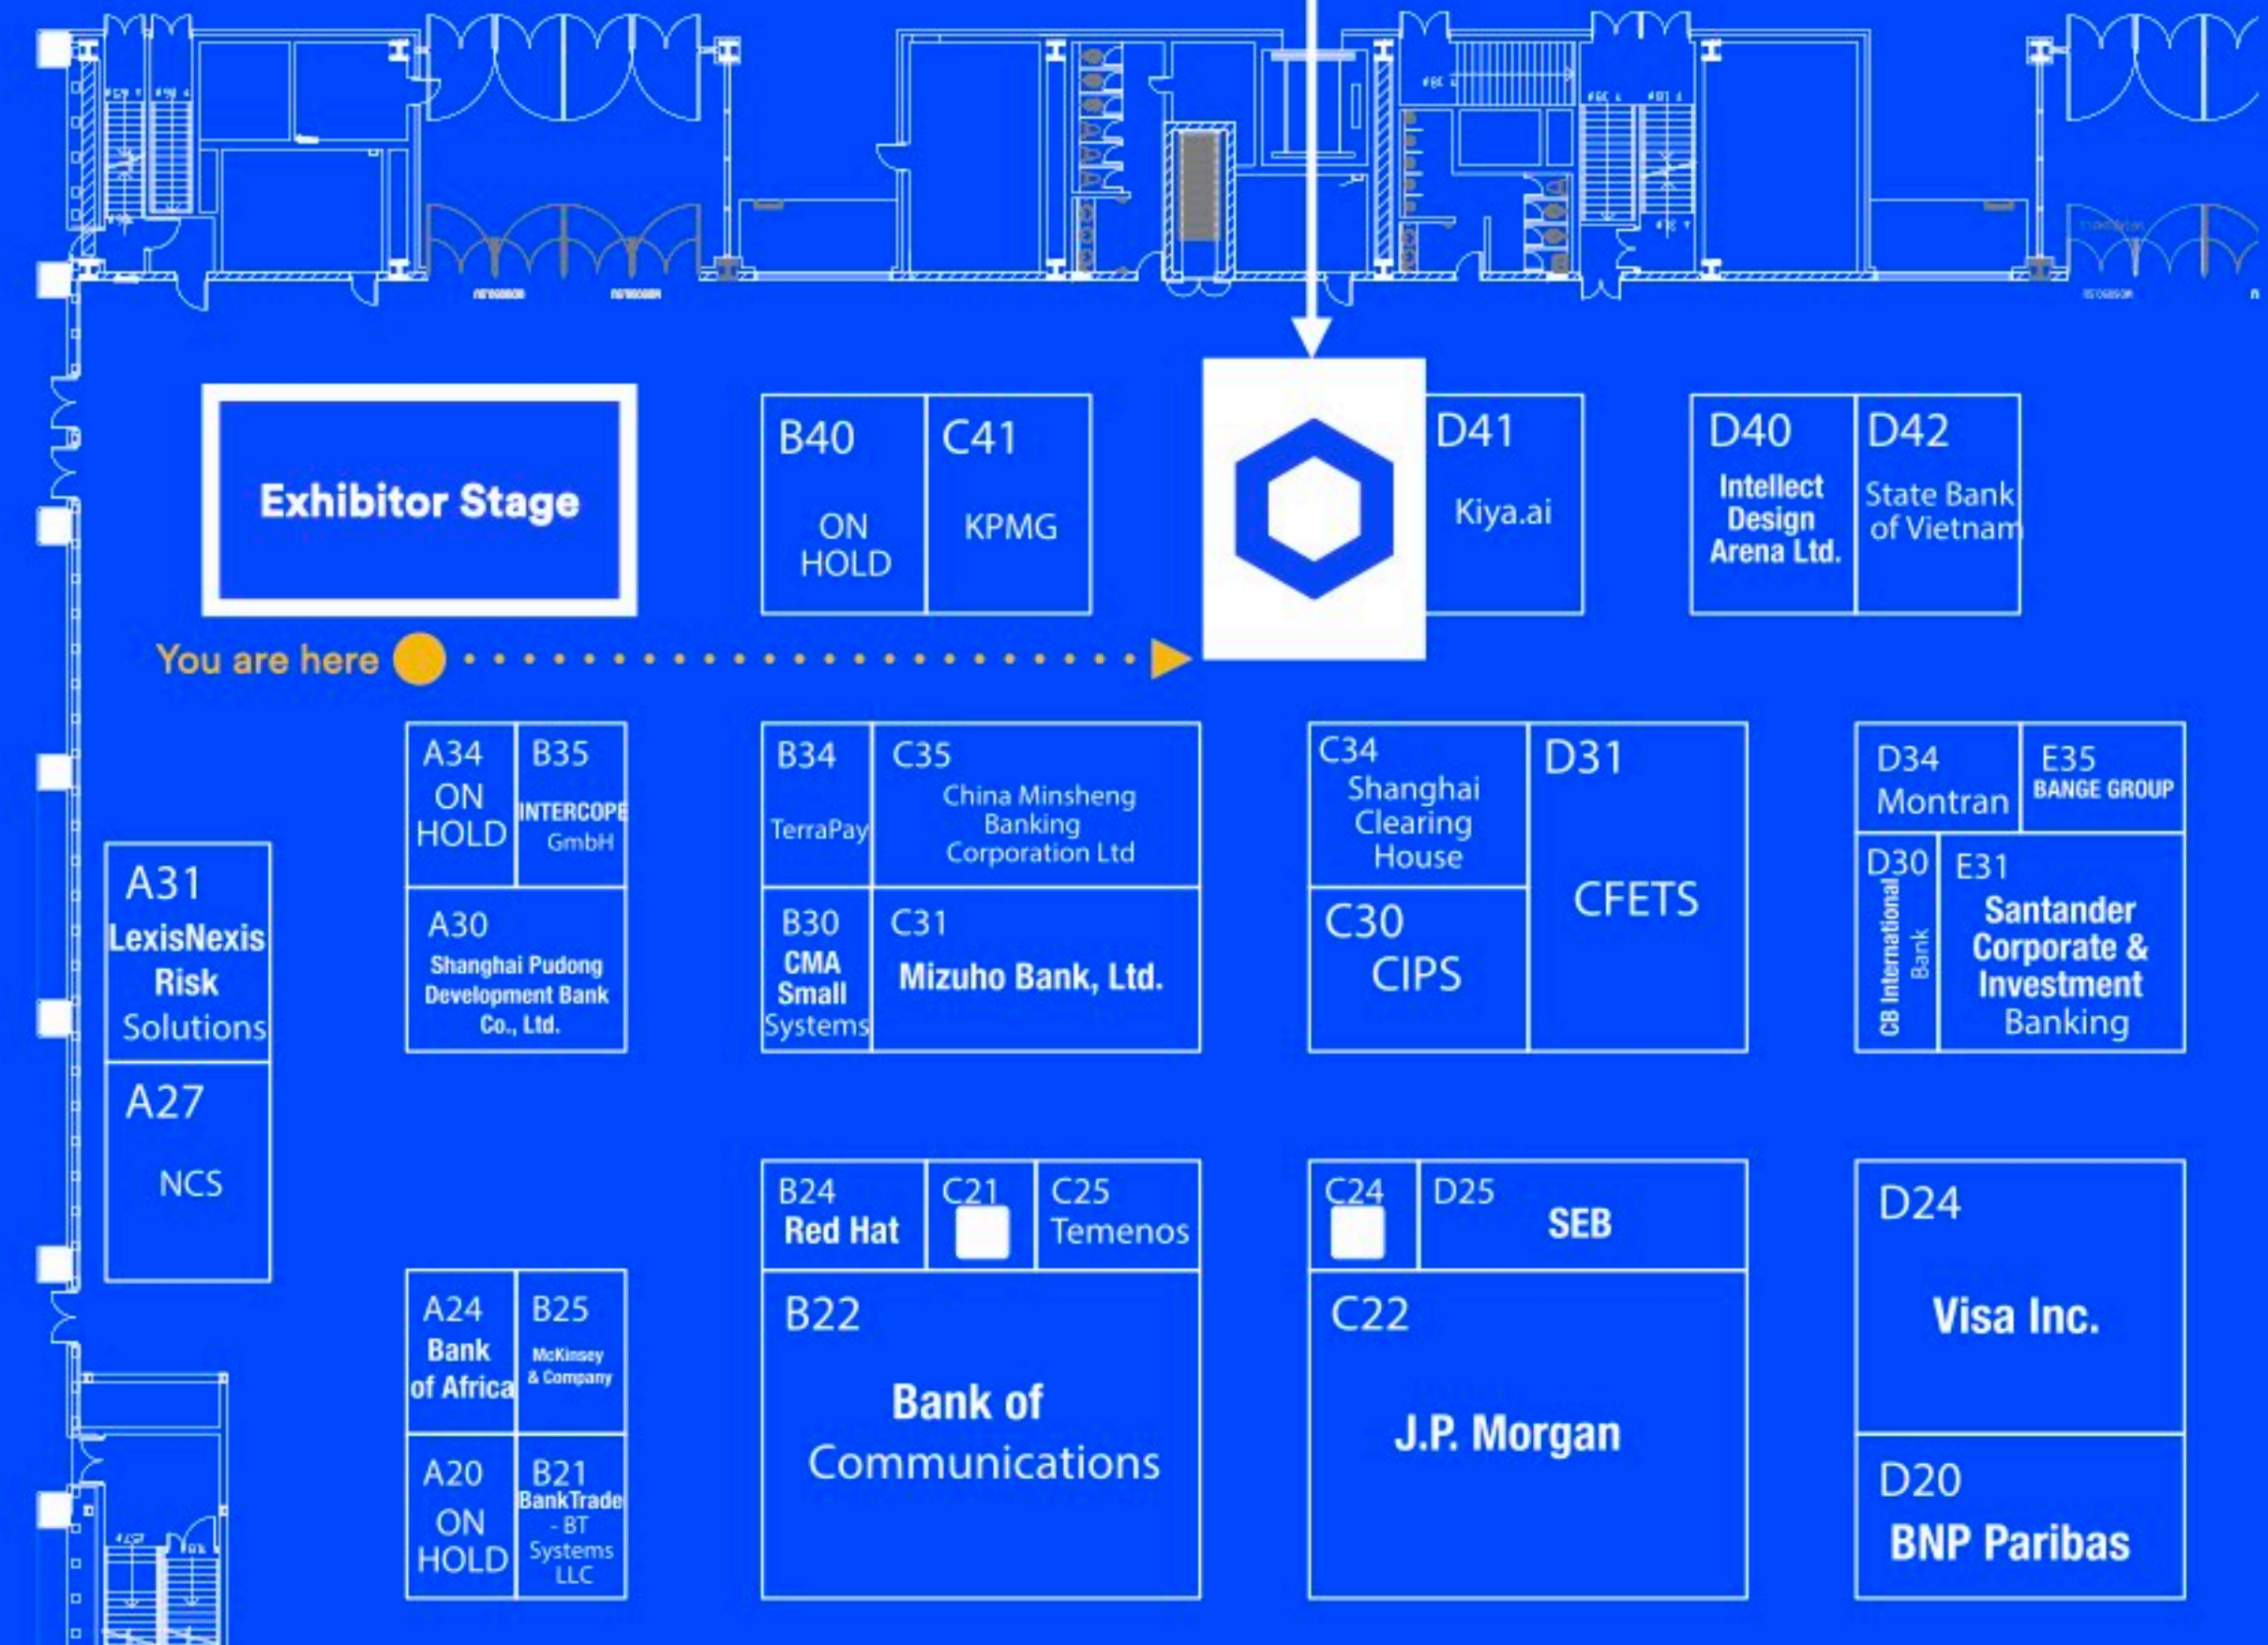 Exhibitor Stage
B40
ON
HOLD
C41
KPMG
D41
Kiya.ai
D40
Intellect
Design
Arena Ltd.
D42
State Bank
of Vietnam
You are here
A34
ON
HOLD
B35
INTERCOPE
GmbH
A30
Shanghai Pudong
Development Bank
Co., Ltd.
B34
TerraPay
C35
China Minsheng
Banking
Corporation Ltd
B30
CMA
Small
Systems
C31
Mizuho Bank, Ltd.
C34
Shanghai
Clearing
House
C30
CIPS
D31
CFETS
D34
Montran
E35
BANGE GROUP
D30
CB International
Bank
E31
Santander
Corporate &
Investment
Banking
A31
LexisNexis
Risk
Solutions
A27
NCS
B24
Red Hat
C21
C25
Temenos
B22
Bank of
Communications
C24
D25
SEB
C22
J.P. Morgan
D24
Visa Inc.
D20
BNP Paribas
A24
Bank
of Africa
B25
McKinsey
& Company
A20
ON
HOLD
B21
BankTrade
- BT
Systems
LLC